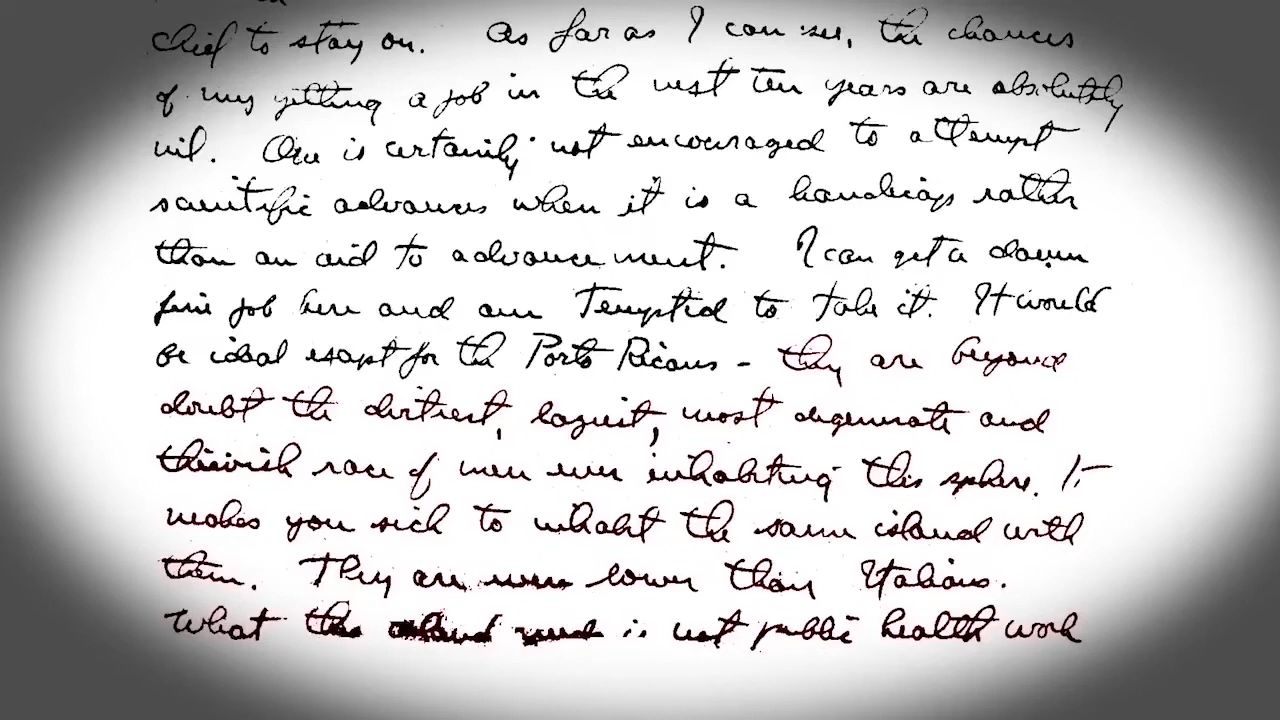 chief to stay on. As far as I can see, the chances
of my getting a job in the next ten years are absolutely
nil. One is certainly not encouraged to attempt
scientific advances when it is a handicap rather
than an aid to advancement. I can get a damn
fine job here and am tempted to take it. It would
be ideal except for the Porto Ricans - they are beyond
doubt the dirtiest, laziest, most degenerate and
thievish race of men ever inhabiting this sphere. It
makes you sick to inhabit the same island with
them. They are even lower than Italians.
What the island needs is not public health work